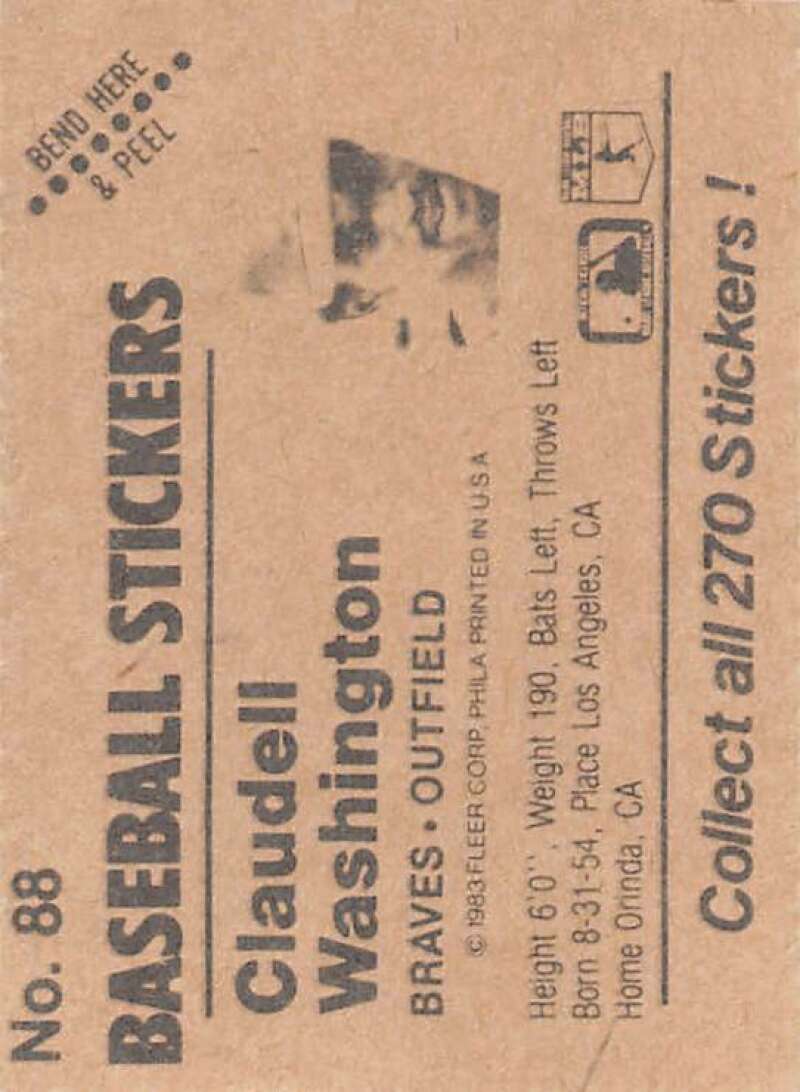 No. 88
BEND HERE
& PEEL
BASEBALL STICKERS
Claudell
Washington
BRAVES • OUTFIELD
© 1983 FLEER CORP. PHILA PRINTED IN U S A
Height 6'0'', Weight 190, Bats Left, Throws Left
Born 8-31-54, Place Los Angeles, CA
Home Orinda, CA
Collect all 270 Stickers!